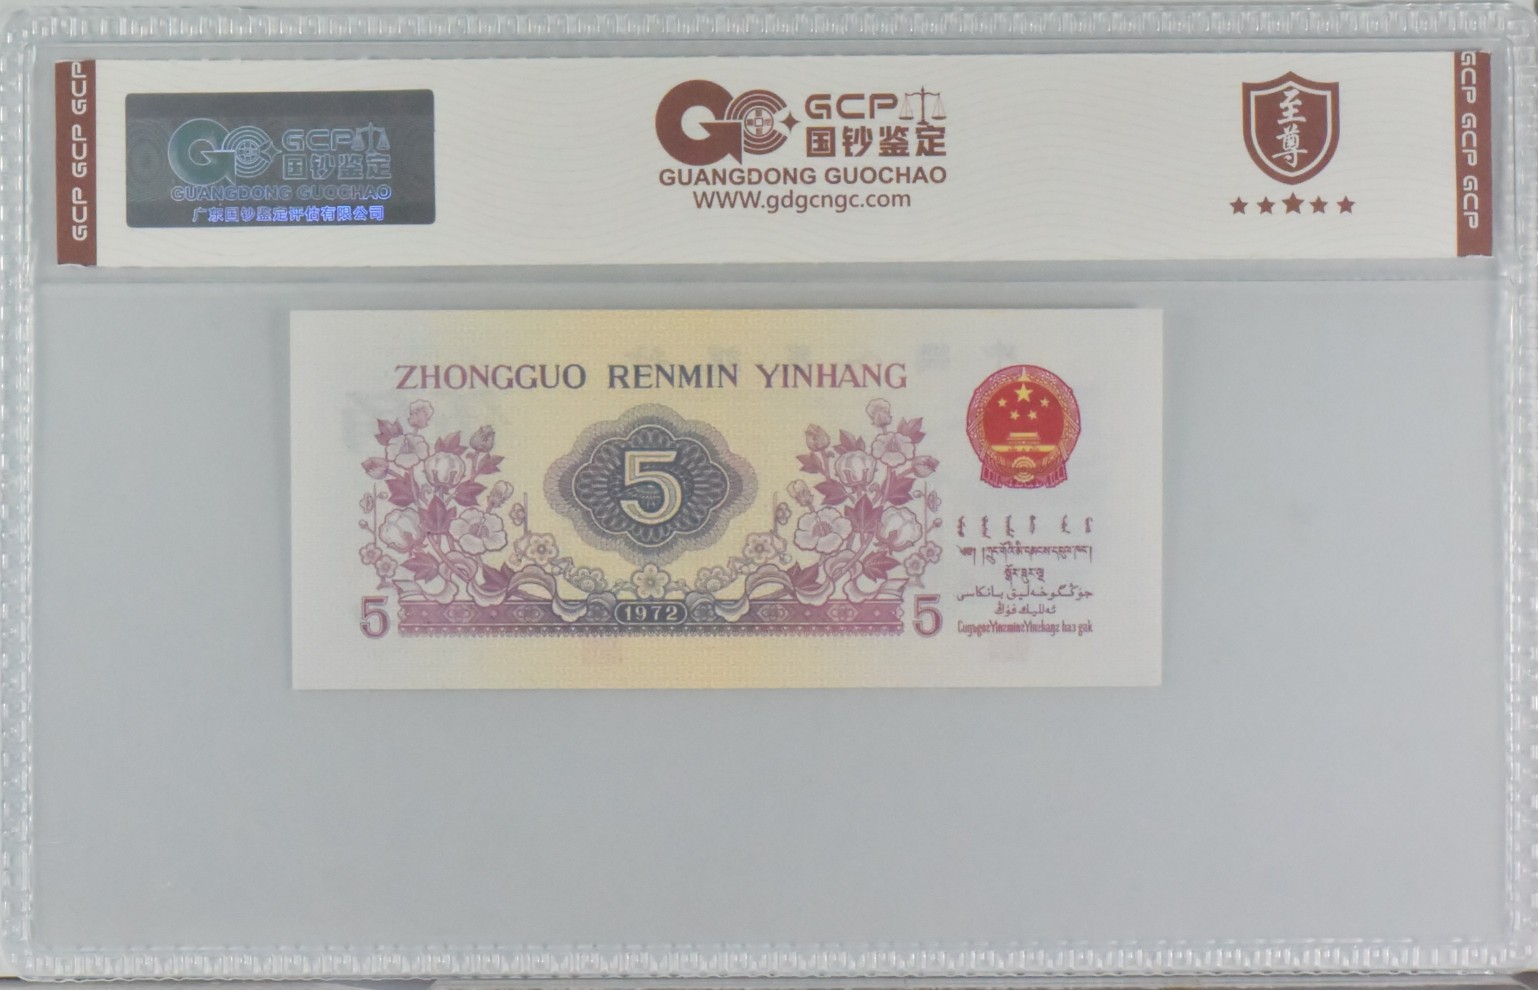 GCP GCP GCP
GCP
国钞鉴定
GUANGDONG GUOCHAO
广东国钞鉴定评估有限公司
GCP
国钞鉴定
GUANGDONG GUOCHAO
www.gdgcngc.com
至尊
GCP GCP GCP
ZHONGGUO RENMIN YINHANG
5
5
1972
5
جۇڭگوخەلىق بانكاسى